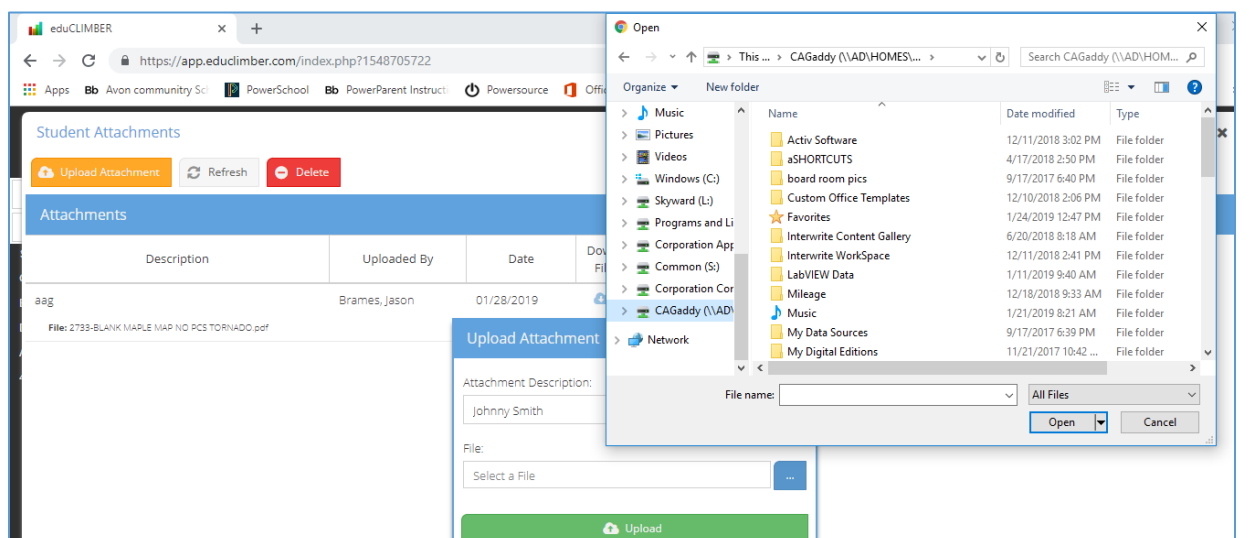 eduCLIMBER
https://app.educlimber.com/index.php?1548705722
Apps Bb Avon communitry Sch PowerSchool Bb PowerParent Instructi Powersource Offi
Student Attachments
Upload Attachment Refresh Delete
Attachments
Description Uploaded By Date
aag Brames, Jason 01/28/2019
File: 2733-BLANK MAPLE MAP NO PCS TORNADO.pdf
Upload Attachment
Attachment Description:
Johnny Smith
File:
Select a File ...
Upload
Open
This ... CAGaddy (\\AD\HOMES\... Search CAGaddy (\\AD\HOM...
Organize New folder
Music
Pictures
Videos
Windows (C:)
Skyward (L:)
Programs and Li
Corporation App
Common (S:)
Corporation Cor
CAGaddy (\\AD\
Network
Name Date modified Type
Activ Software 12/11/2018 3:02 PM File folder
aSHORTCUTS 4/17/2018 2:50 PM File folder
board room pics 9/17/2017 6:40 PM File folder
Custom Office Templates 12/10/2018 2:06 PM File folder
Favorites 1/24/2019 12:47 PM File folder
Interwrite Content Gallery 6/20/2018 8:18 AM File folder
Interwrite WorkSpace 12/11/2018 2:41 PM File folder
LabVIEW Data 1/11/2019 9:40 AM File folder
Mileage 12/18/2018 9:33 AM File folder
Music 1/21/2019 8:21 AM File folder
My Data Sources 9/17/2017 6:39 PM File folder
My Digital Editions 11/21/2017 10:42 ... File folder
File name: All Files
Open Cancel